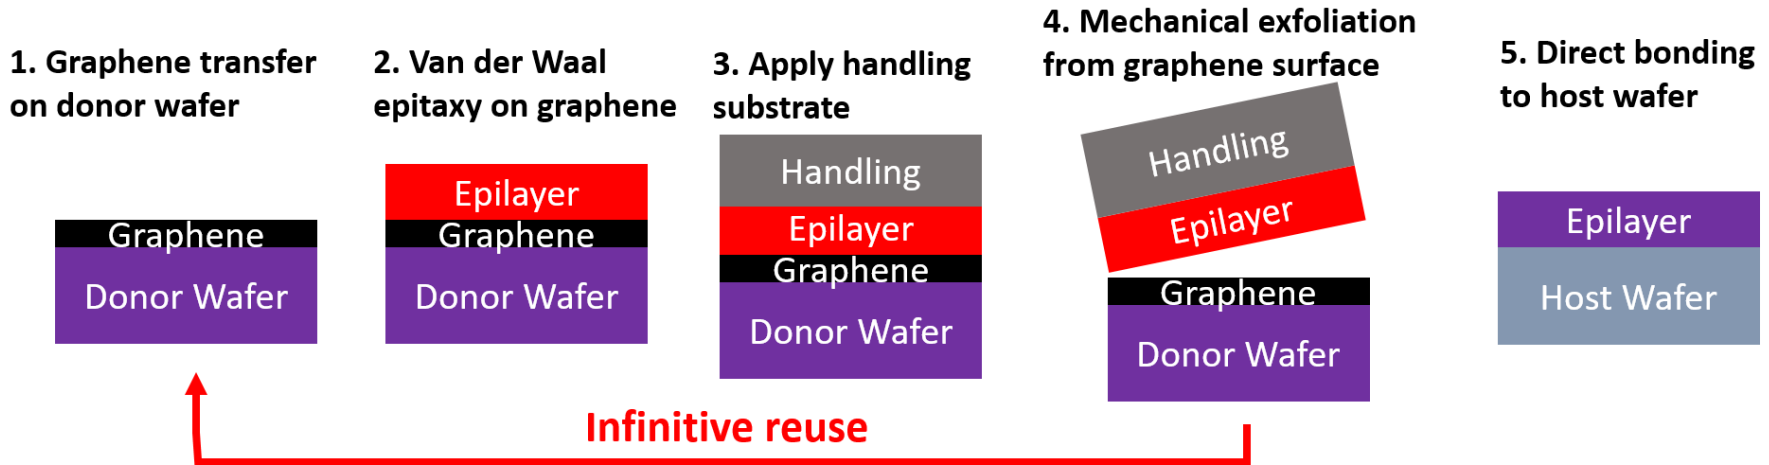 1. Graphene transfer
on donor wafer
Graphene
Donor Wafer
2. Van der Waal
epitaxy on graphene
Epilayer
Graphene
Donor Wafer
3. Apply handling
substrate
Handling
Epilayer
Graphene
Donor Wafer
4. Mechanical exfoliation
from graphene surface
Handling
Epilayer
Graphene
Donor Wafer
5. Direct bonding
to host wafer
Epilayer
Host Wafer
Infinitive reuse